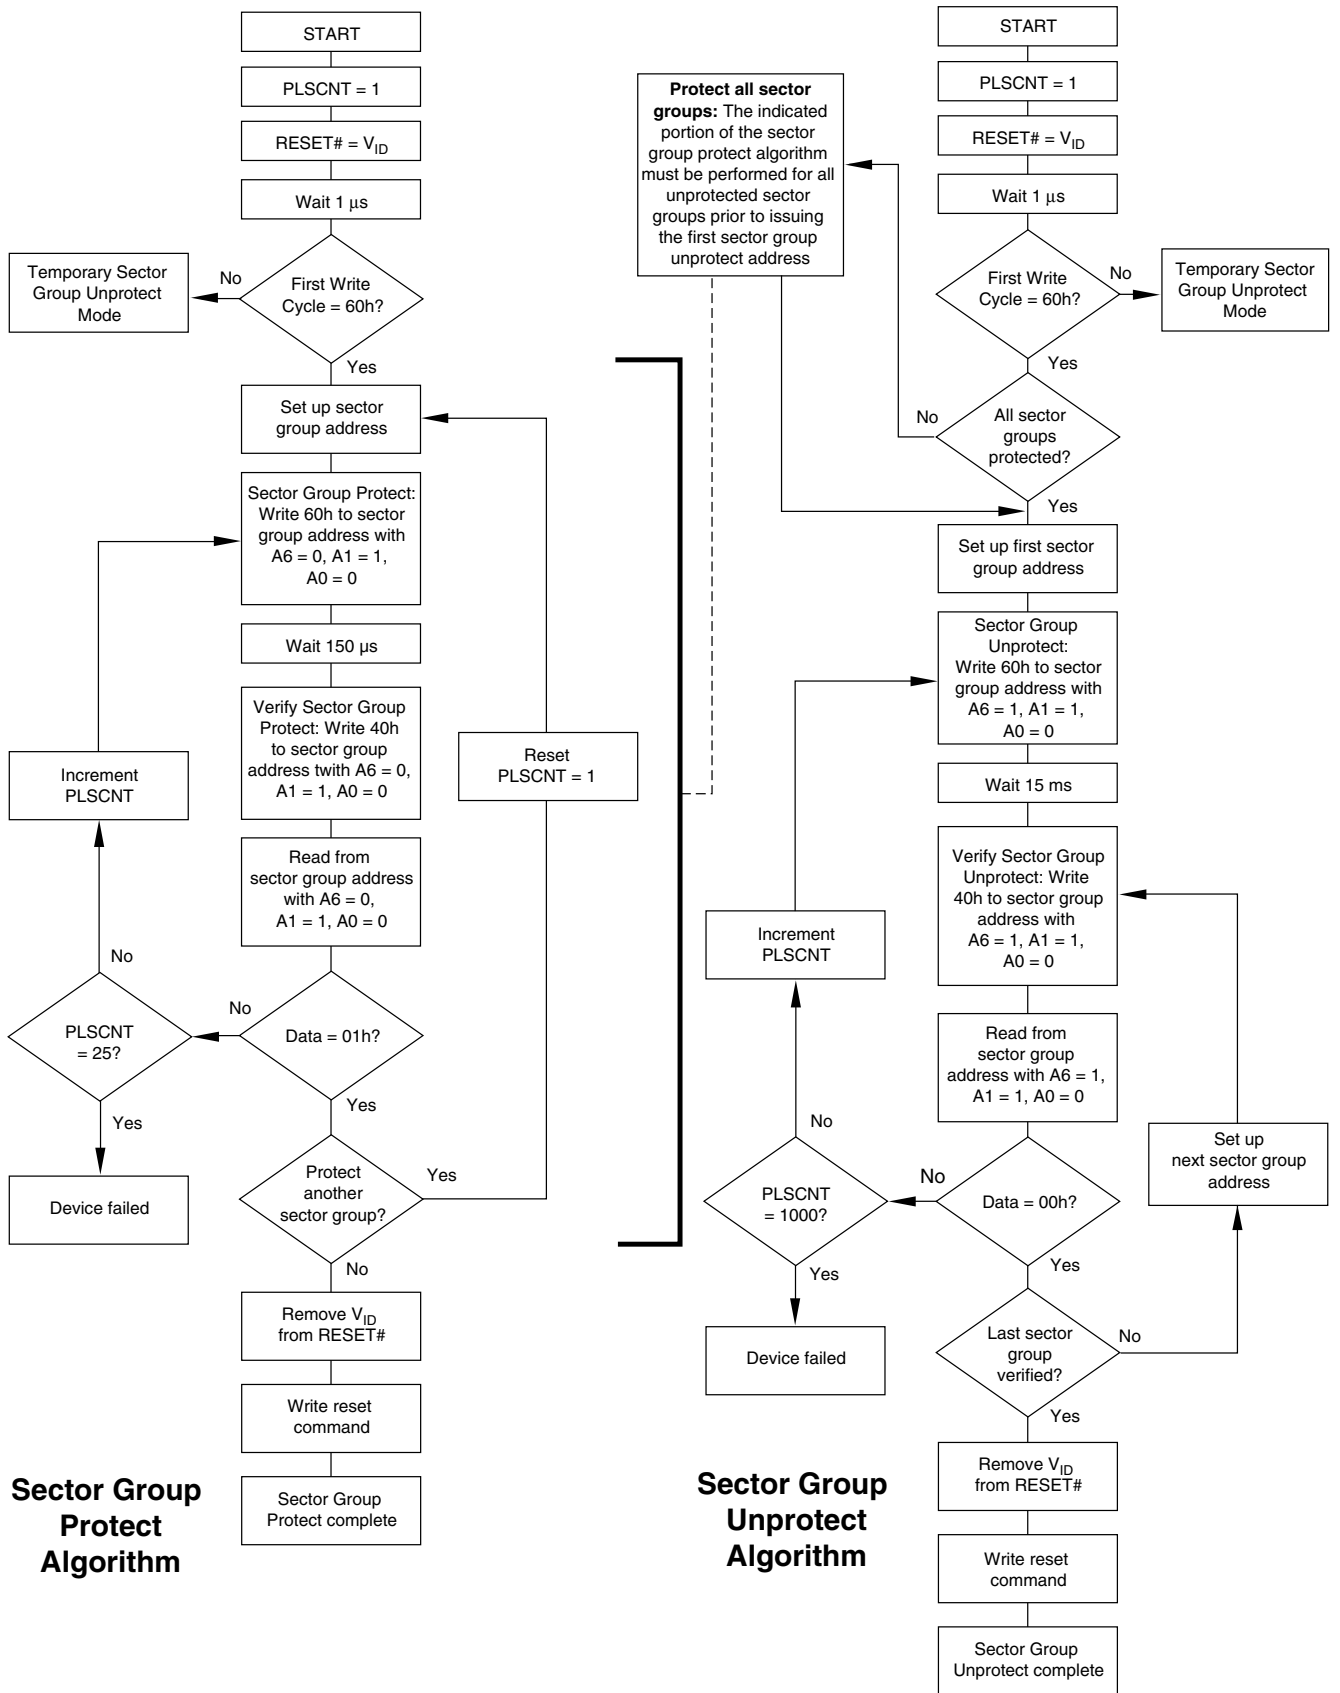 START
PLSCNT = 1
RESET# = VID
Wait 1 μs
First Write
Cycle = 60h?
No
Temporary Sector
Group Unprotect
Mode
Yes
Set up sector
group address
Sector Group Protect:
Write 60h to sector
group address with
A6 = 0, A1 = 1,
A0 = 0
Wait 150 µs
Verify Sector Group
Protect: Write 40h
to sector group
address twith A6 = 0,
A1 = 1, A0 = 0
Reset
PLSCNT = 1
Increment
PLSCNT
Read from
sector group address
with A6 = 0,
A1 = 1, A0 = 0
No
No
PLSCNT
= 25?
Data = 01h?
Yes
Yes
Device failed
Protect
another
sector group?
Yes
No
Remove VID
from RESET#
Write reset
command
Sector Group
Protect complete
Sector Group
Protect
Algorithm
Protect all sector
groups: The indicated
portion of the sector
group protect algorithm
must be performed for all
unprotected sector
groups prior to issuing
the first sector group
unprotect address
START
PLSCNT = 1
RESET# = VID
Wait 1 μs
First Write
Cycle = 60h?
No
Temporary Sector
Group Unprotect
Mode
Yes
No
All sector
groups
protected?
Yes
Set up first sector
group address
Sector Group
Unprotect:
Write 60h to sector
group address with
A6 = 1, A1 = 1,
A0 = 0
Wait 15 ms
Verify Sector Group
Unprotect: Write
40h to sector group
address with
A6 = 1, A1 = 1,
A0 = 0
Increment
PLSCNT
Read from
sector group
address with A6 = 1,
A1 = 1, A0 = 0
No
No
PLSCNT
= 1000?
Data = 00h?
Set up
next sector group
address
Yes
Yes
Device failed
Last sector
group
verified?
No
Yes
Remove VID
from RESET#
Write reset
command
Sector Group
Unprotect complete
Sector Group
Unprotect
Algorithm